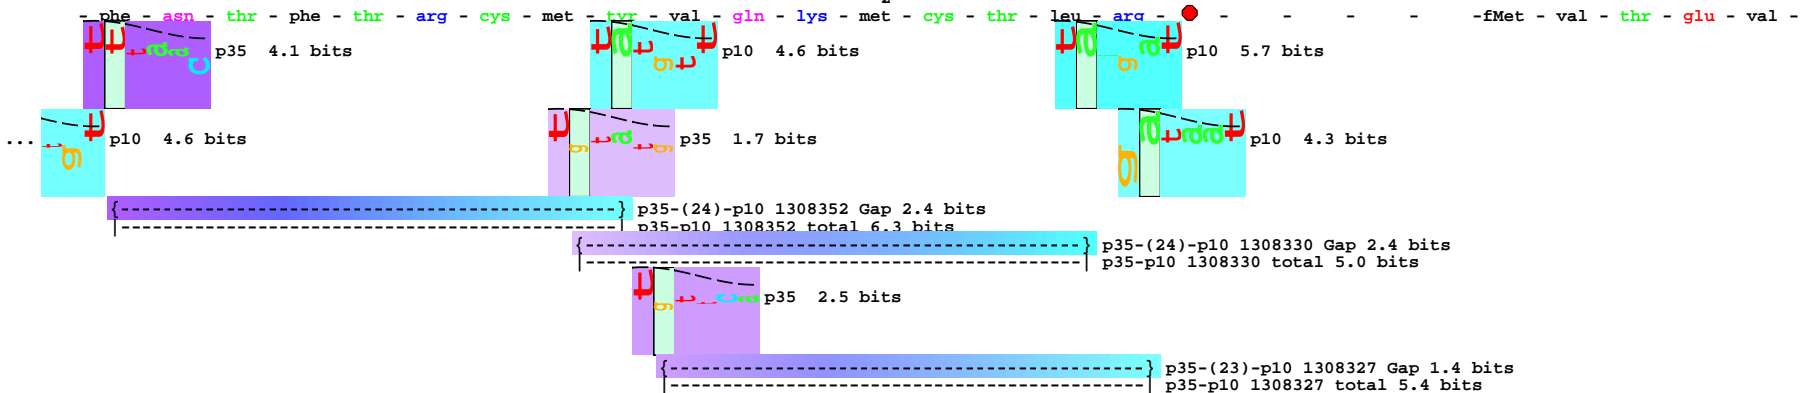 - phe - asn - thr - phe - thr - arg - cys - met - tyr - val - gln - lys - met - cys - thr - leu - arg - - - - - -fMet - val - thr - glu - val -
p35 4.1 bits
p10 4.6 bits
p10 5.7 bits
... p10 4.6 bits
p35 1.7 bits
p10 4.3 bits
p35-(24)-p10 1308352 Gap 2.4 bits
p35-p10 1308352 total 6.3 bits
p35-(24)-p10 1308330 Gap 2.4 bits
p35-p10 1308330 total 5.0 bits
p35 2.5 bits
p35-(23)-p10 1308327 Gap 1.4 bits
p35-p10 1308327 total 5.4 bits